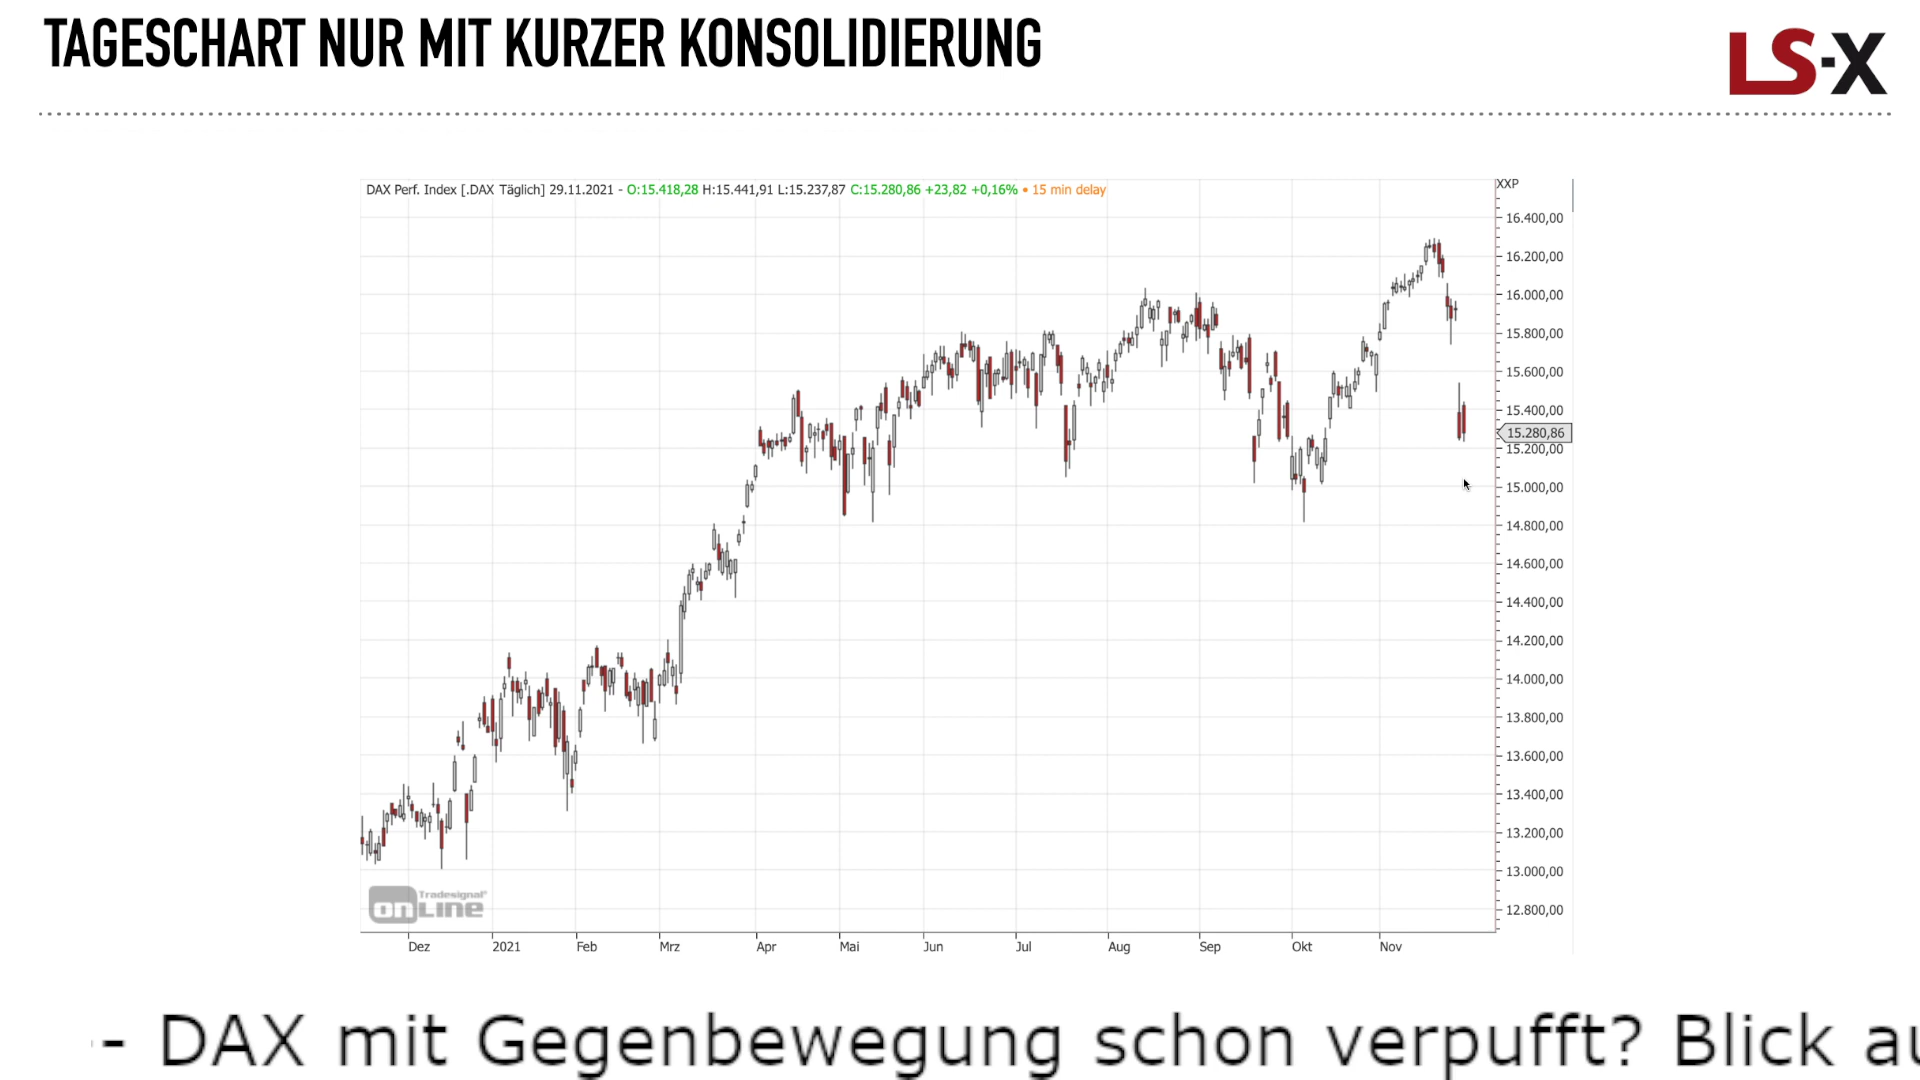 TAGESCHART NUR MIT KURZER KONSOLIDIERUNG
LS-X
DAX Perf. Index [.DAX Täglich] 29.11.2021 - O:15.418,28 H:15.441,91 L:15.237,87 C:15.280,86 +23,82 +0,16% • 15 min delay
XXP
16.400,00
16.200,00
16.000,00
15.800,00
15.600,00
15.400,00
15.280,86
15.200,00
15.000,00
14.800,00
14.600,00
14.400,00
14.200,00
14.000,00
13.800,00
13.600,00
13.400,00
13.200,00
13.000,00
12.800,00
Tradesignal®
onLine
Dez 2021 Feb Mrz Apr Mai Jun Jul Aug Sep Okt Nov
- DAX mit Gegenbewegung schon verpufft? Blick au